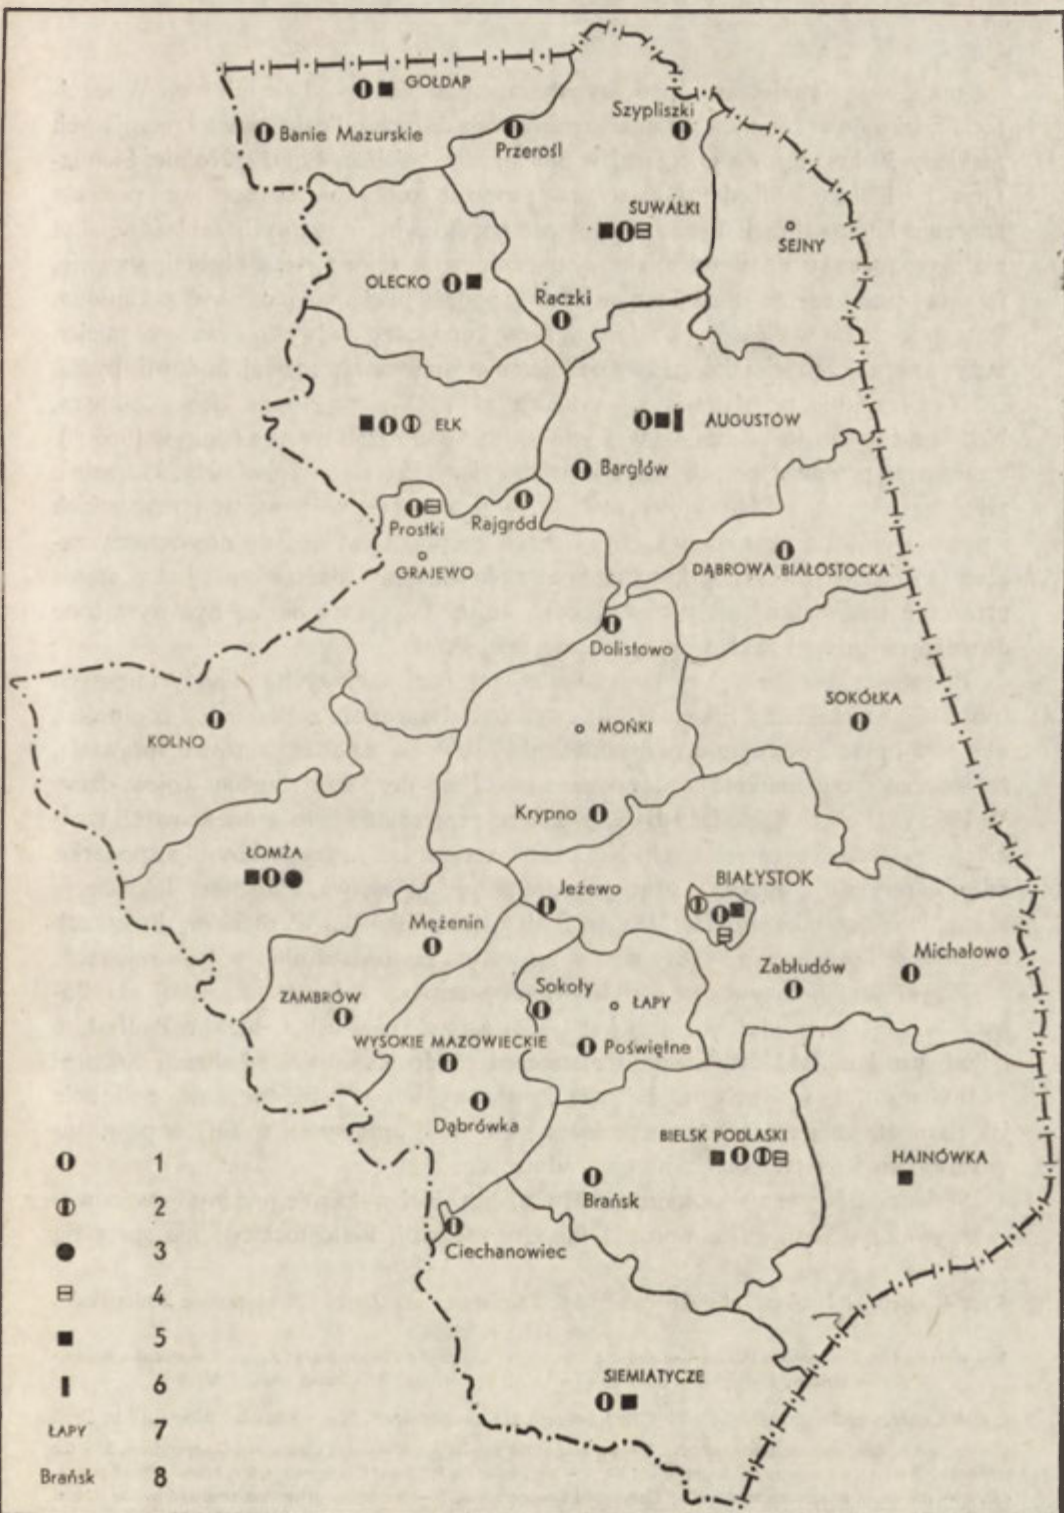 GOŁDAP
Banie Mazurskie
Przerośl
Szypliszki
SUWAŁKI
SEJNY
OLECKO
Raczki
EŁK
AUGUSTÓW
Bargłów
Prostki
Rajgród
GRAJEWO
DĄBROWA BIAŁOSTOCKA
Dolistowo
KOLNO
MOŃKI
SOKÓŁKA
Krypno
ŁOMŻA
Jeżewo
BIAŁYSTOK
Mężenin
Zabłudów
Michałowo
ZAMBRÓW
Sokoły
ŁAPY
WYSOKIE MAZOWIECKIE
Poświętne
Dąbrówka
BIELSK PODLASKI
HAJNÓWKA
Brańsk
Ciechanowiec
SIEMIATYCZE
1
2
3
4
5
6
ŁAPY 7
Brańsk 8